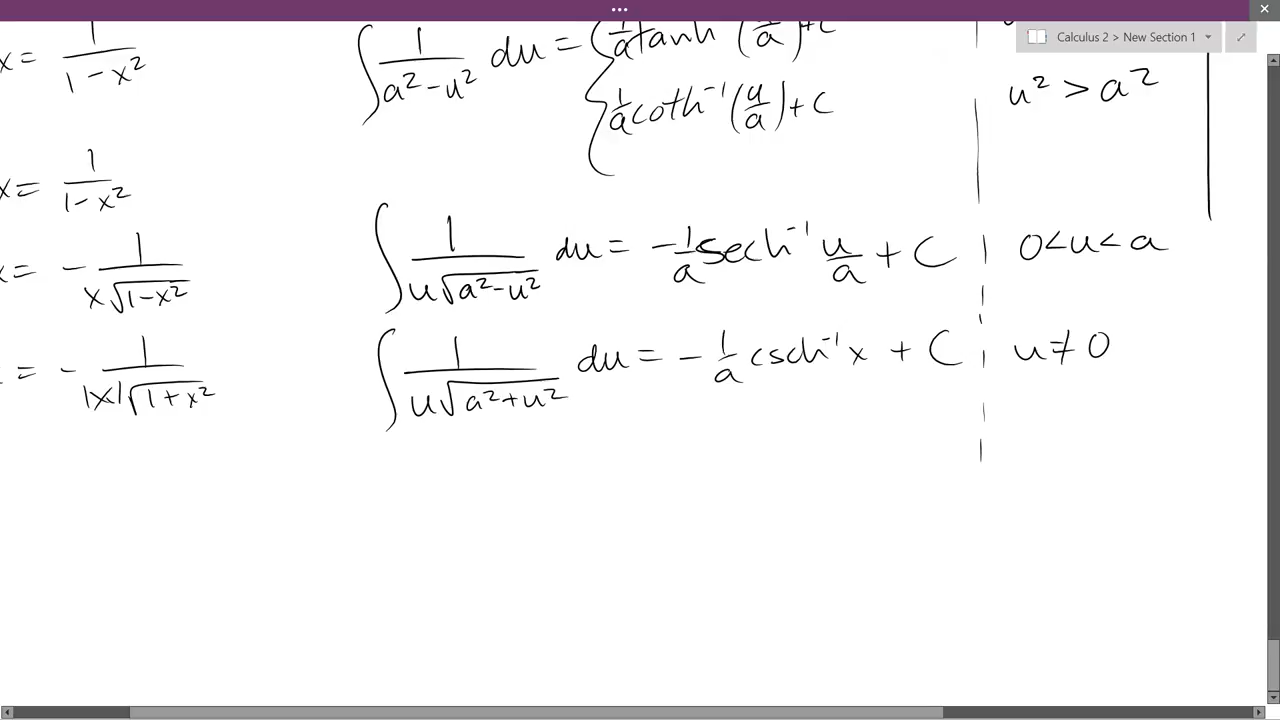 Calculus 2 > New Section 1
x = 1/(1 - x²)
∫ 1/(a² - u²) du = { 1/a tanh (u/a) + C
1/a coth⁻¹ (u/a) + C
u² > a²
x = 1/(1 - x²)
x = - 1/(x√(1 - x²))
∫ 1/(u√(a² - u²)) du = - 1/a sech⁻¹ u/a + C | 0 < u < a
= - 1/(|x|√(1 + x²))
∫ 1/(u√(a² + u²)) du = - 1/a csch⁻¹ x + C | u ≠ 0